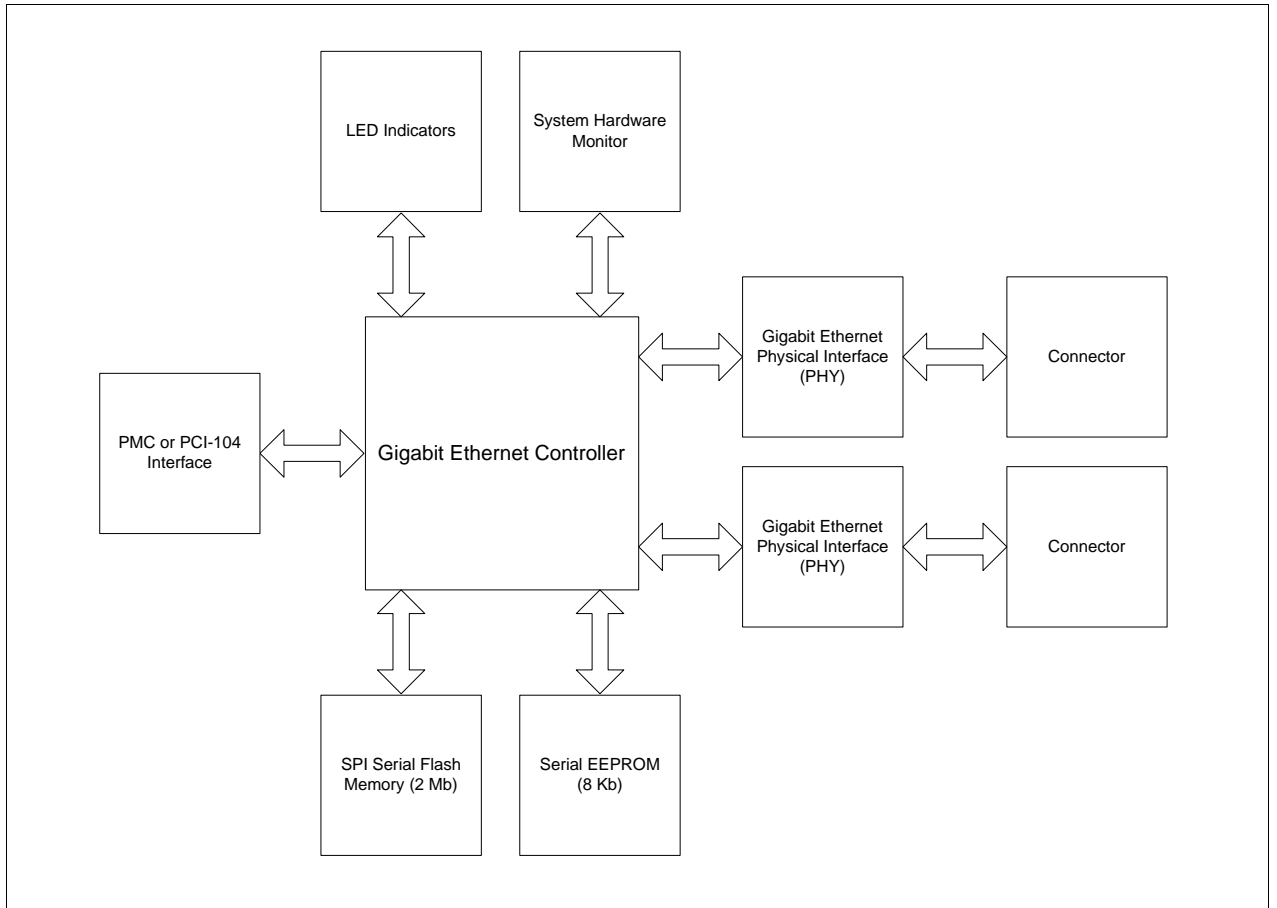 LED Indicators
System Hardware
Monitor
Gigabit Ethernet
Physical Interface
(PHY)
Connector
PMC or PCI-104
Interface
Gigabit Ethernet Controller
Gigabit Ethernet
Physical Interface
(PHY)
Connector
SPI Serial Flash
Memory (2 Mb)
Serial EEPROM
(8 Kb)